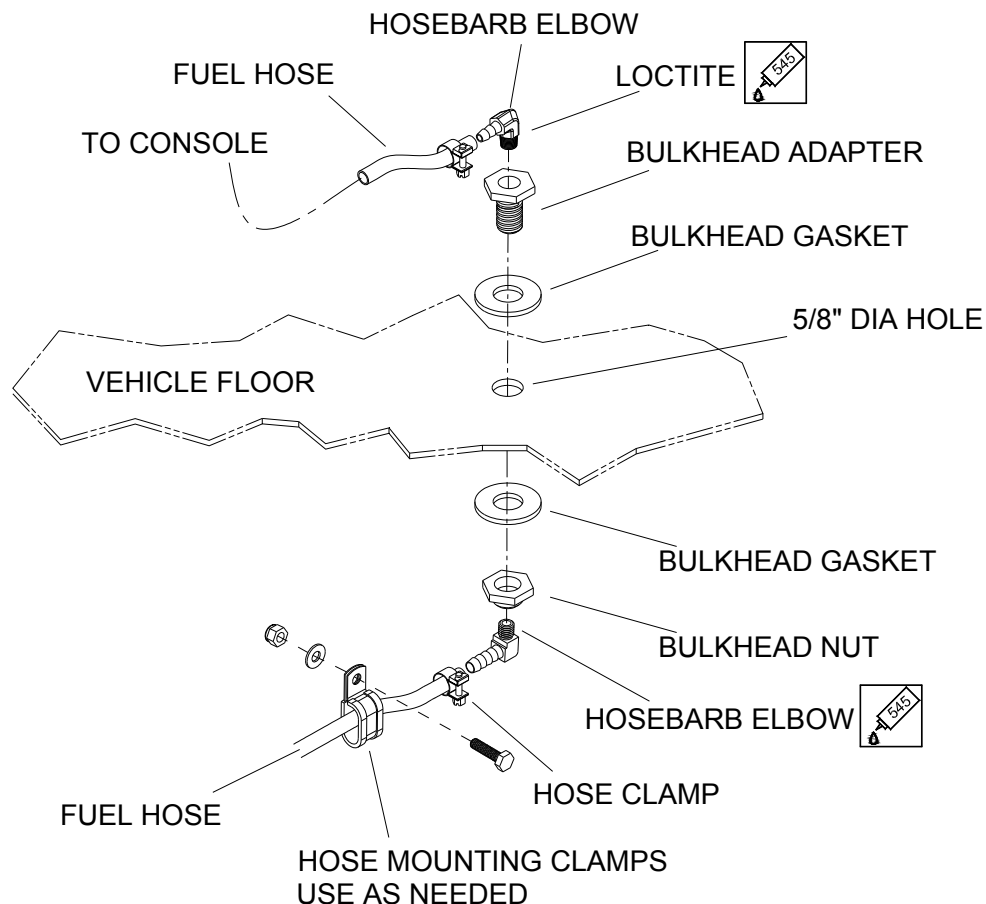 HOSEBARB ELBOW
FUEL HOSE
LOCTITE
545
TO CONSOLE
BULKHEAD ADAPTER
BULKHEAD GASKET
5/8" DIA HOLE
VEHICLE FLOOR
BULKHEAD GASKET
BULKHEAD NUT
HOSEBARB ELBOW
545
HOSE CLAMP
FUEL HOSE
HOSE MOUNTING CLAMPS
USE AS NEEDED